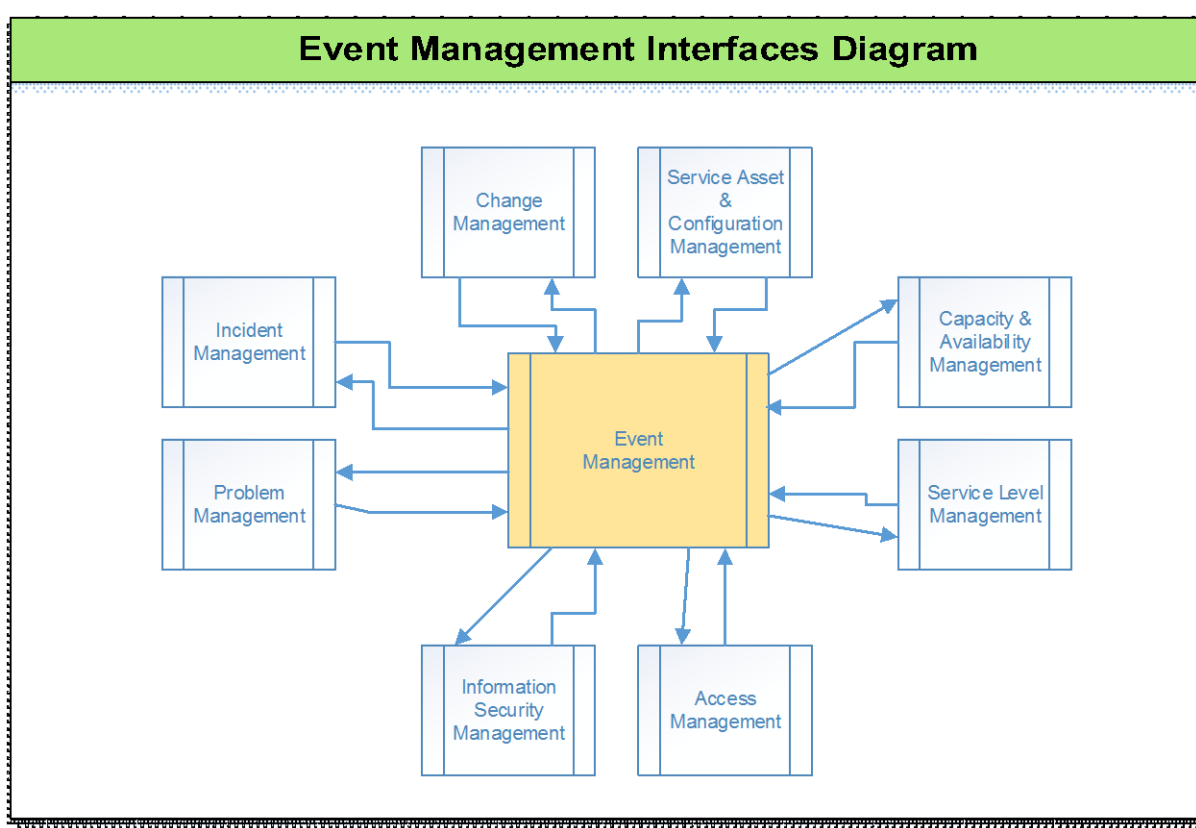 Event Management Interfaces Diagram
Change
Management
Service Asset
&
Configuration
Management
Incident
Management
Capacity &
Availability
Management
Event
Management
Problem
Management
Service Level
Management
Information
Security
Management
Access
Management